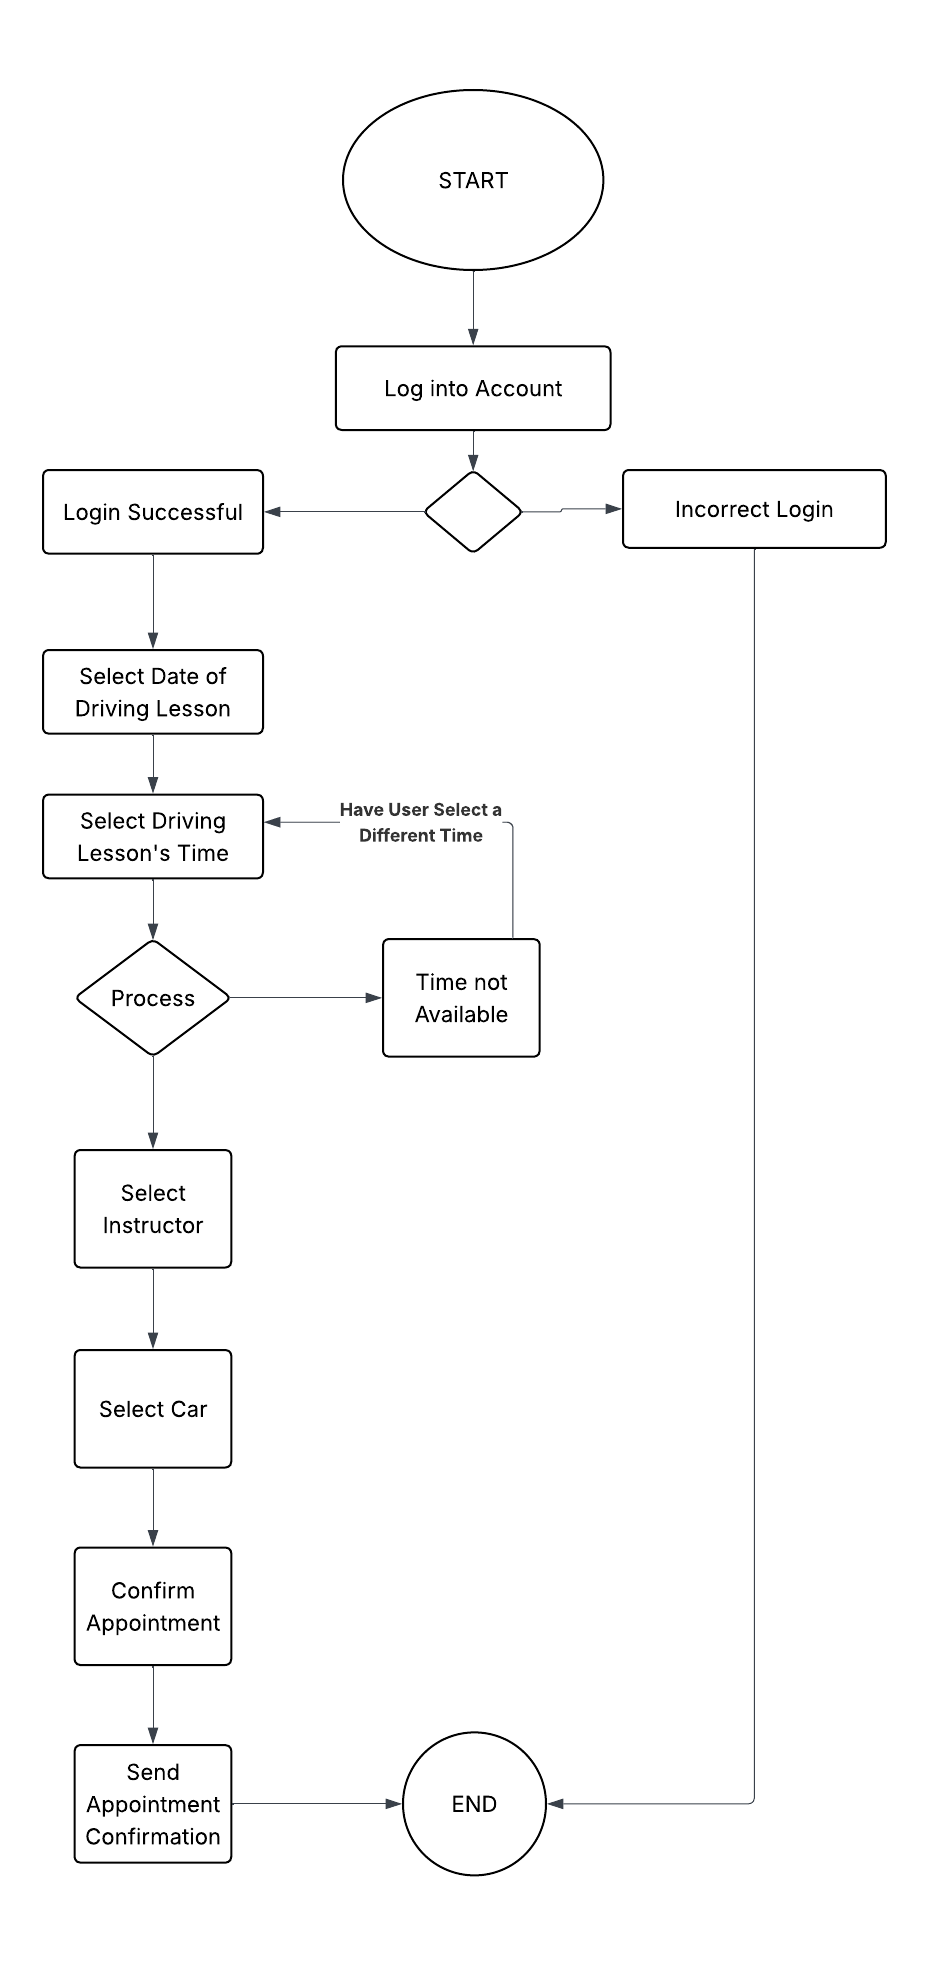 START
Log into Account
Login Successful
Incorrect Login
Select Date of
Driving Lesson
Select Driving
Lesson's Time
Have User Select a
Different Time
Process
Time not
Available
Select
Instructor
Select Car
Confirm
Appointment
Send
Appointment
Confirmation
END